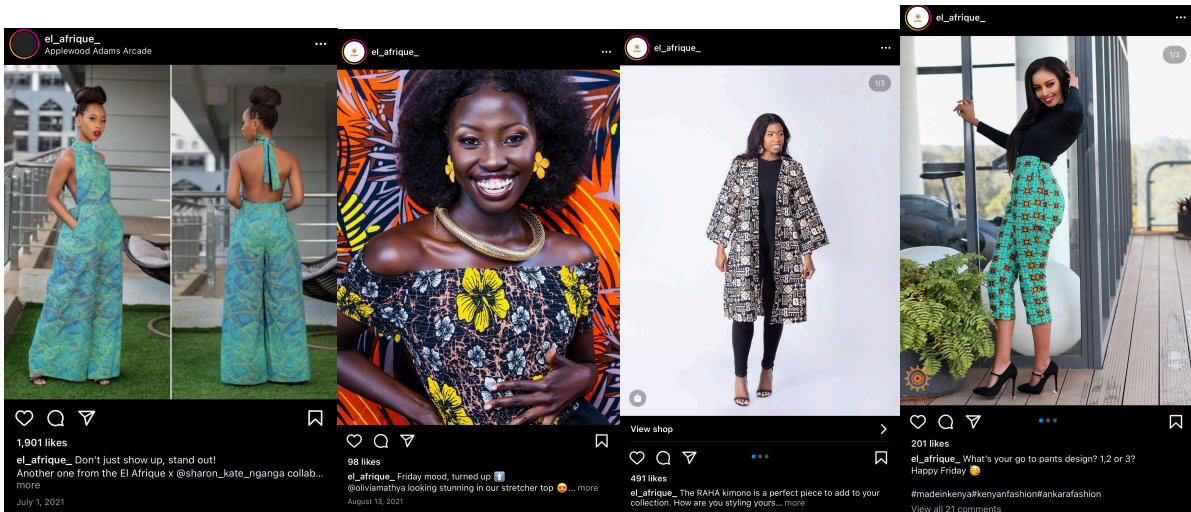 el_afrique_
Applewood Adams Arcade
1,901 likes
el_afrique_ Don't just show up, stand out!
Another one from the El Afrique x @sharon_kate_nganga collab...
more
July 1, 2021
el_afrique_
98 likes
el_afrique_ Friday mood, turned up ⬆️
@oliviamathya looking stunning in our stretcher top 😍... more
August 13, 2021
el_afrique_
1/3
View shop
491 likes
el_afrique_ The RAHA kimono is a perfect piece to add to your
collection. How are you styling yours... more
el_afrique_
1/3
201 likes
el_afrique_ What's your go to pants design? 1,2 or 3?
Happy Friday 🥳
#madeinkenya#kenyanfashion#ankarafashion
View all 21 comments